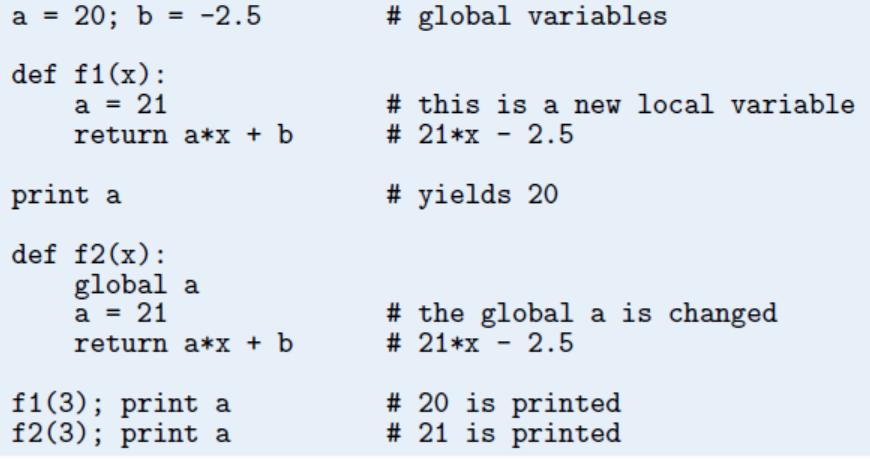 a = 20; b = -2.5 # global variables
def f1(x):
a = 21 # this is a new local variable
return a*x + b # 21*x - 2.5
print a # yields 20
def f2(x):
global a
a = 21 # the global a is changed
return a*x + b # 21*x - 2.5
f1(3); print a # 20 is printed
f2(3); print a # 21 is printed